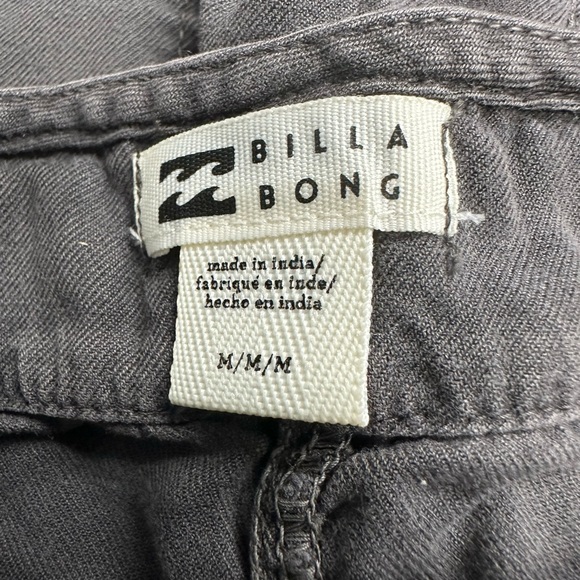 BILLA
BONG
made in india/
fabriqué en inde/
hecho en india
M/M/M